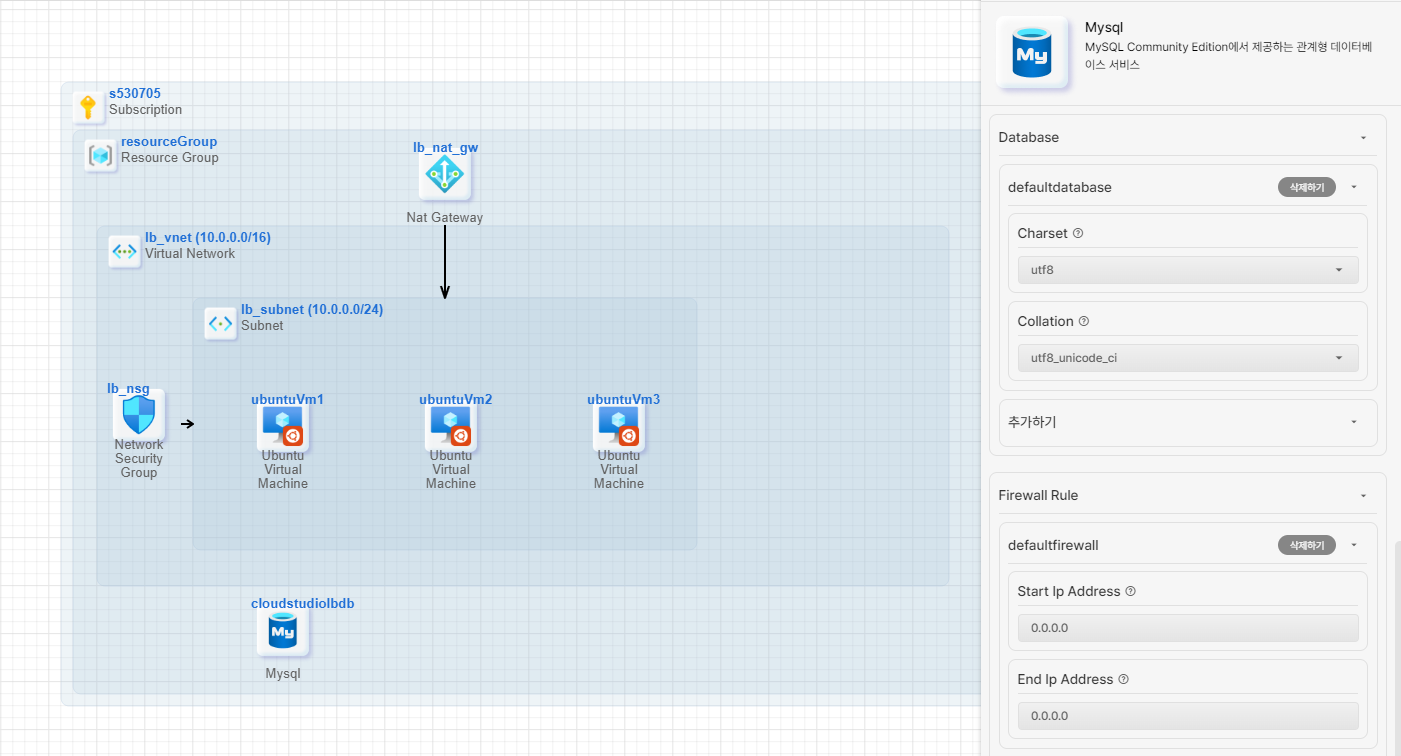 s530705
Subscription
resourceGroup
Resource Group
lb_nat_gw
Nat Gateway
lb_vnet (10.0.0.0/16)
Virtual Network
lb_subnet (10.0.0.0/24)
Subnet
lb_nsg
Network
Security
Group
ubuntuVm1
Ubuntu
Virtual
Machine
ubuntuVm2
Ubuntu
Virtual
Machine
ubuntuVm3
Ubuntu
Virtual
Machine
cloudstudiolbdb
My
Mysql
My
Mysql
MySQL Community Edition에서 제공하는 관계형 데이터베
이스 서비스
Database
defaultdatabase
삭제하기
Charset
utf8
Collation
utf8_unicode_ci
추가하기
Firewall Rule
defaultfirewall
삭제하기
Start Ip Address
0.0.0.0
End Ip Address
0.0.0.0